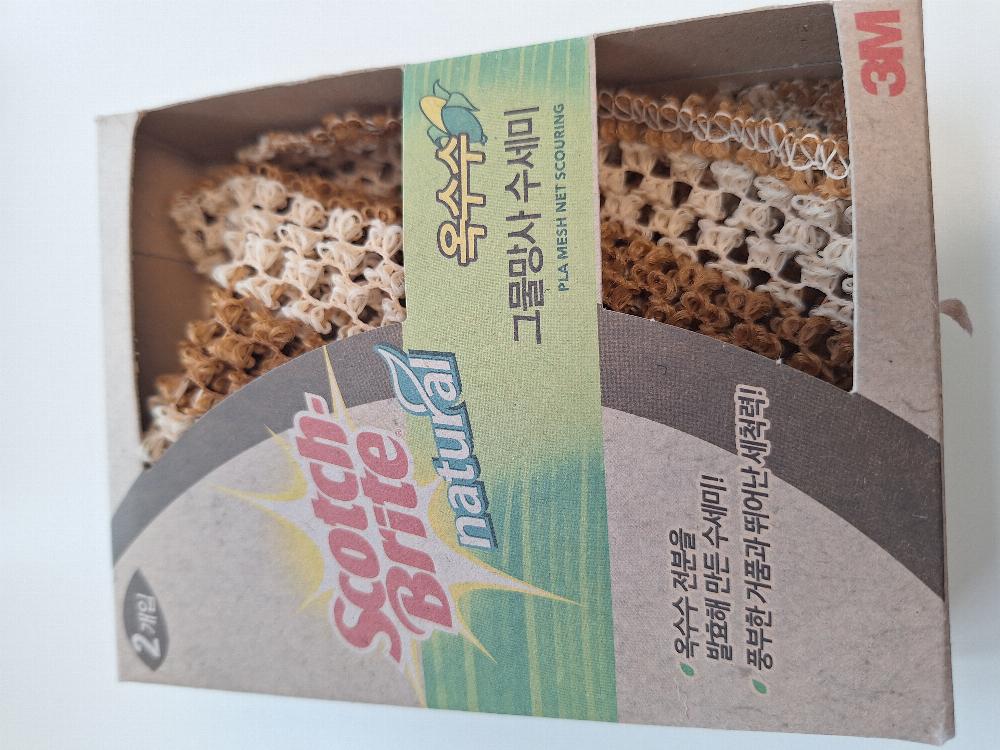 2개입
Scotch-
Brite
natural
옥수수
그물망사 수세미
PLA MESH NET SCOURING
옥수수 전분을
발효해 만든 수세미!
풍부한 거품과 뛰어난 세척력!
3M